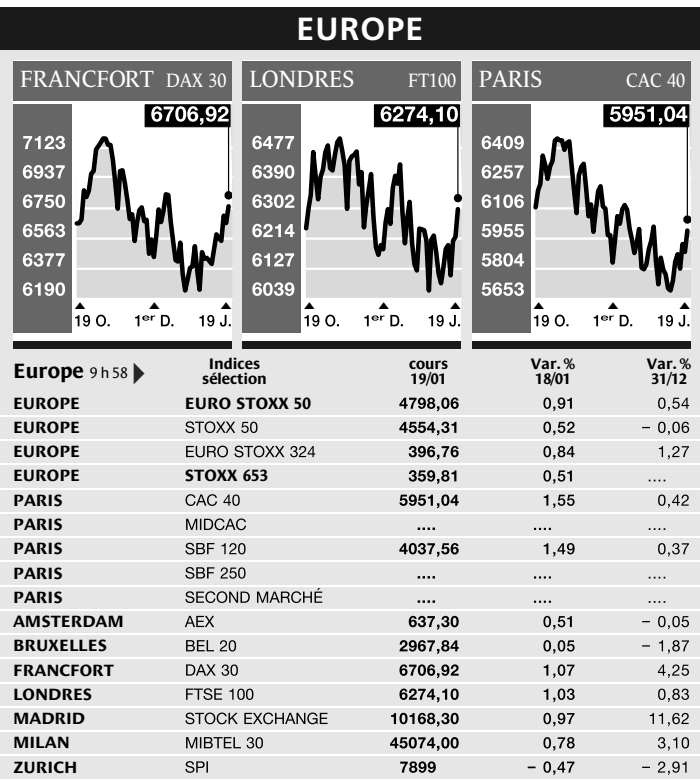 EUROPE
FRANCFORT DAX 30
6706,92
7123
6937
6750
6563
6377
6190
19 O. 1er D. 19 J.
LONDRES FT100
6274,10
6477
6390
6302
6214
6127
6039
19 O. 1er D. 19 J.
PARIS CAC 40
5951,04
6409
6257
6106
5955
5804
5653
19 O. 1er D. 19 J.
Europe 9 h 58 Indices sélection cours 19/01 Var. % 18/01 Var. % 31/12
EUROPE EURO STOXX 50 4798,06 0,91 0,54
EUROPE STOXX 50 4554,31 0,52 – 0,06
EUROPE EURO STOXX 324 396,76 0,84 1,27
EUROPE STOXX 653 359,81 0,51 ....
PARIS CAC 40 5951,04 1,55 0,42
PARIS MIDCAC .... .... ....
PARIS SBF 120 4037,56 1,49 0,37
PARIS SBF 250 .... .... ....
PARIS SECOND MARCHÉ .... .... ....
AMSTERDAM AEX 637,30 0,51 – 0,05
BRUXELLES BEL 20 2967,84 0,05 – 1,87
FRANCFORT DAX 30 6706,92 1,07 4,25
LONDRES FTSE 100 6274,10 1,03 0,83
MADRID STOCK EXCHANGE 10168,30 0,97 11,62
MILAN MIBTEL 30 45074,00 0,78 3,10
ZURICH SPI 7899 – 0,47 – 2,91